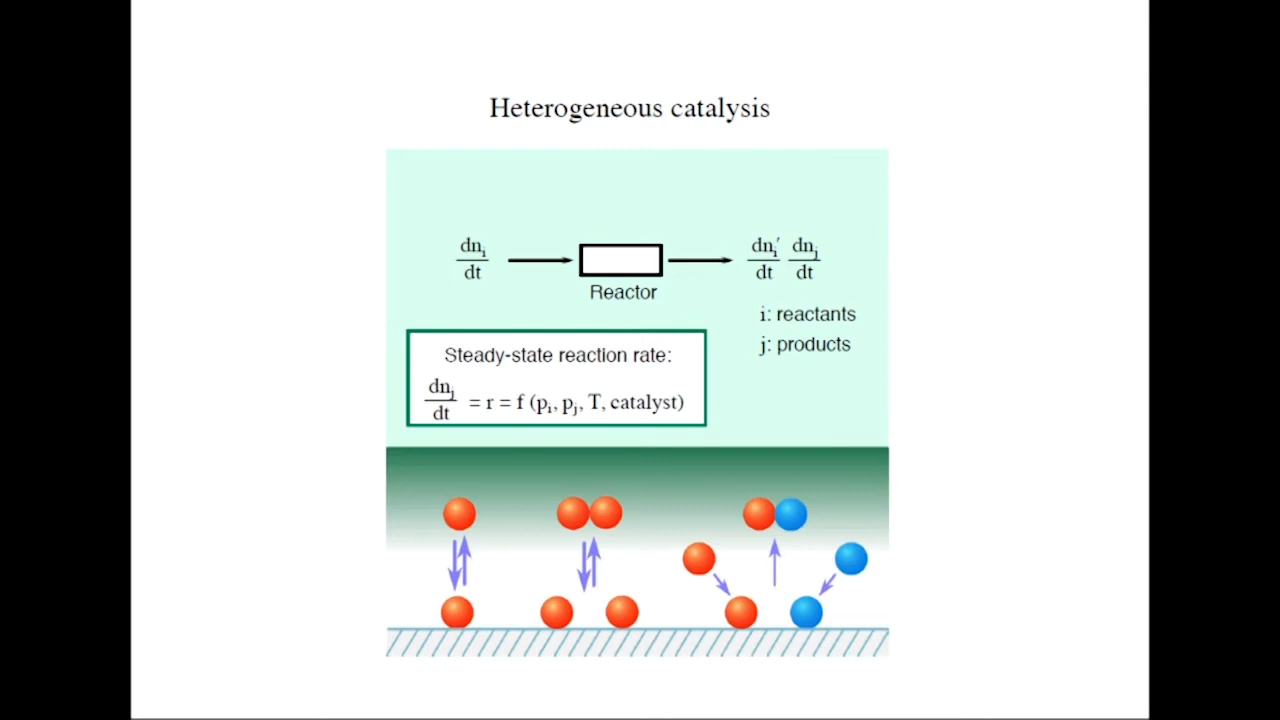 Heterogeneous catalysis
dnᵢ/dt
dnᵢ′/dt dnⱼ/dt
Reactor
i: reactants
j: products
Steady-state reaction rate:
dnⱼ/dt = r = f (pᵢ, pⱼ, T, catalyst)